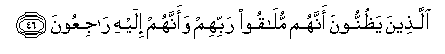 ٱلَّذِينَ يَظُنُّونَ أَنَّهُم مُّلَٰقُوا۟ رَبِّهِمْ وَأَنَّهُمْ إِلَيْهِ رَٰجِعُونَ ﴿٤٦﴾